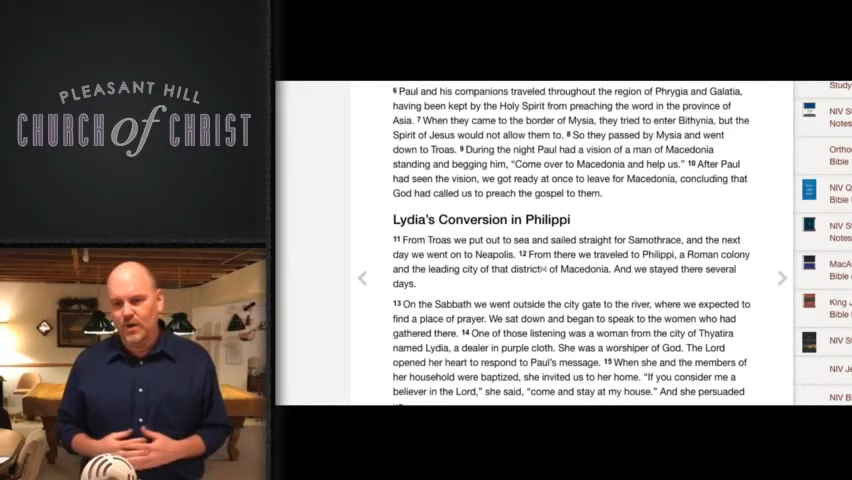 PLEASANT HILL
CHURCH of CHRIST
6 Paul and his companions traveled throughout the region of Phrygia and Galatia,
having been kept by the Holy Spirit from preaching the word in the province of
Asia. 7 When they came to the border of Mysia, they tried to enter Bithynia, but the
Spirit of Jesus would not allow them to. 8 So they passed by Mysia and went
down to Troas. 9 During the night Paul had a vision of a man of Macedonia
standing and begging him, “Come over to Macedonia and help us.” 10 After Paul
had seen the vision, we got ready at once to leave for Macedonia, concluding that
God had called us to preach the gospel to them.
Lydia’s Conversion in Philippi
11 From Troas we put out to sea and sailed straight for Samothrace, and the next
day we went on to Neapolis. 12 From there we traveled to Philippi, a Roman colony
and the leading city of that district of Macedonia. And we stayed there several
days.
13 On the Sabbath we went outside the city gate to the river, where we expected to
find a place of prayer. We sat down and began to speak to the women who had
gathered there. 14 One of those listening was a woman from the city of Thyatira
named Lydia, a dealer in purple cloth. She was a worshiper of God. The Lord
opened her heart to respond to Paul’s message. 15 When she and the members of
her household were baptized, she invited us to her home. “If you consider me a
believer in the Lord,” she said, “come and stay at my house.” And she persuaded
Study
NIV St
Notes
Ortho
Bible
NIV Q
Bible
NIV St
Notes
MacA
Bible
King J
Bible
NIV St
NIV Je
NIV B